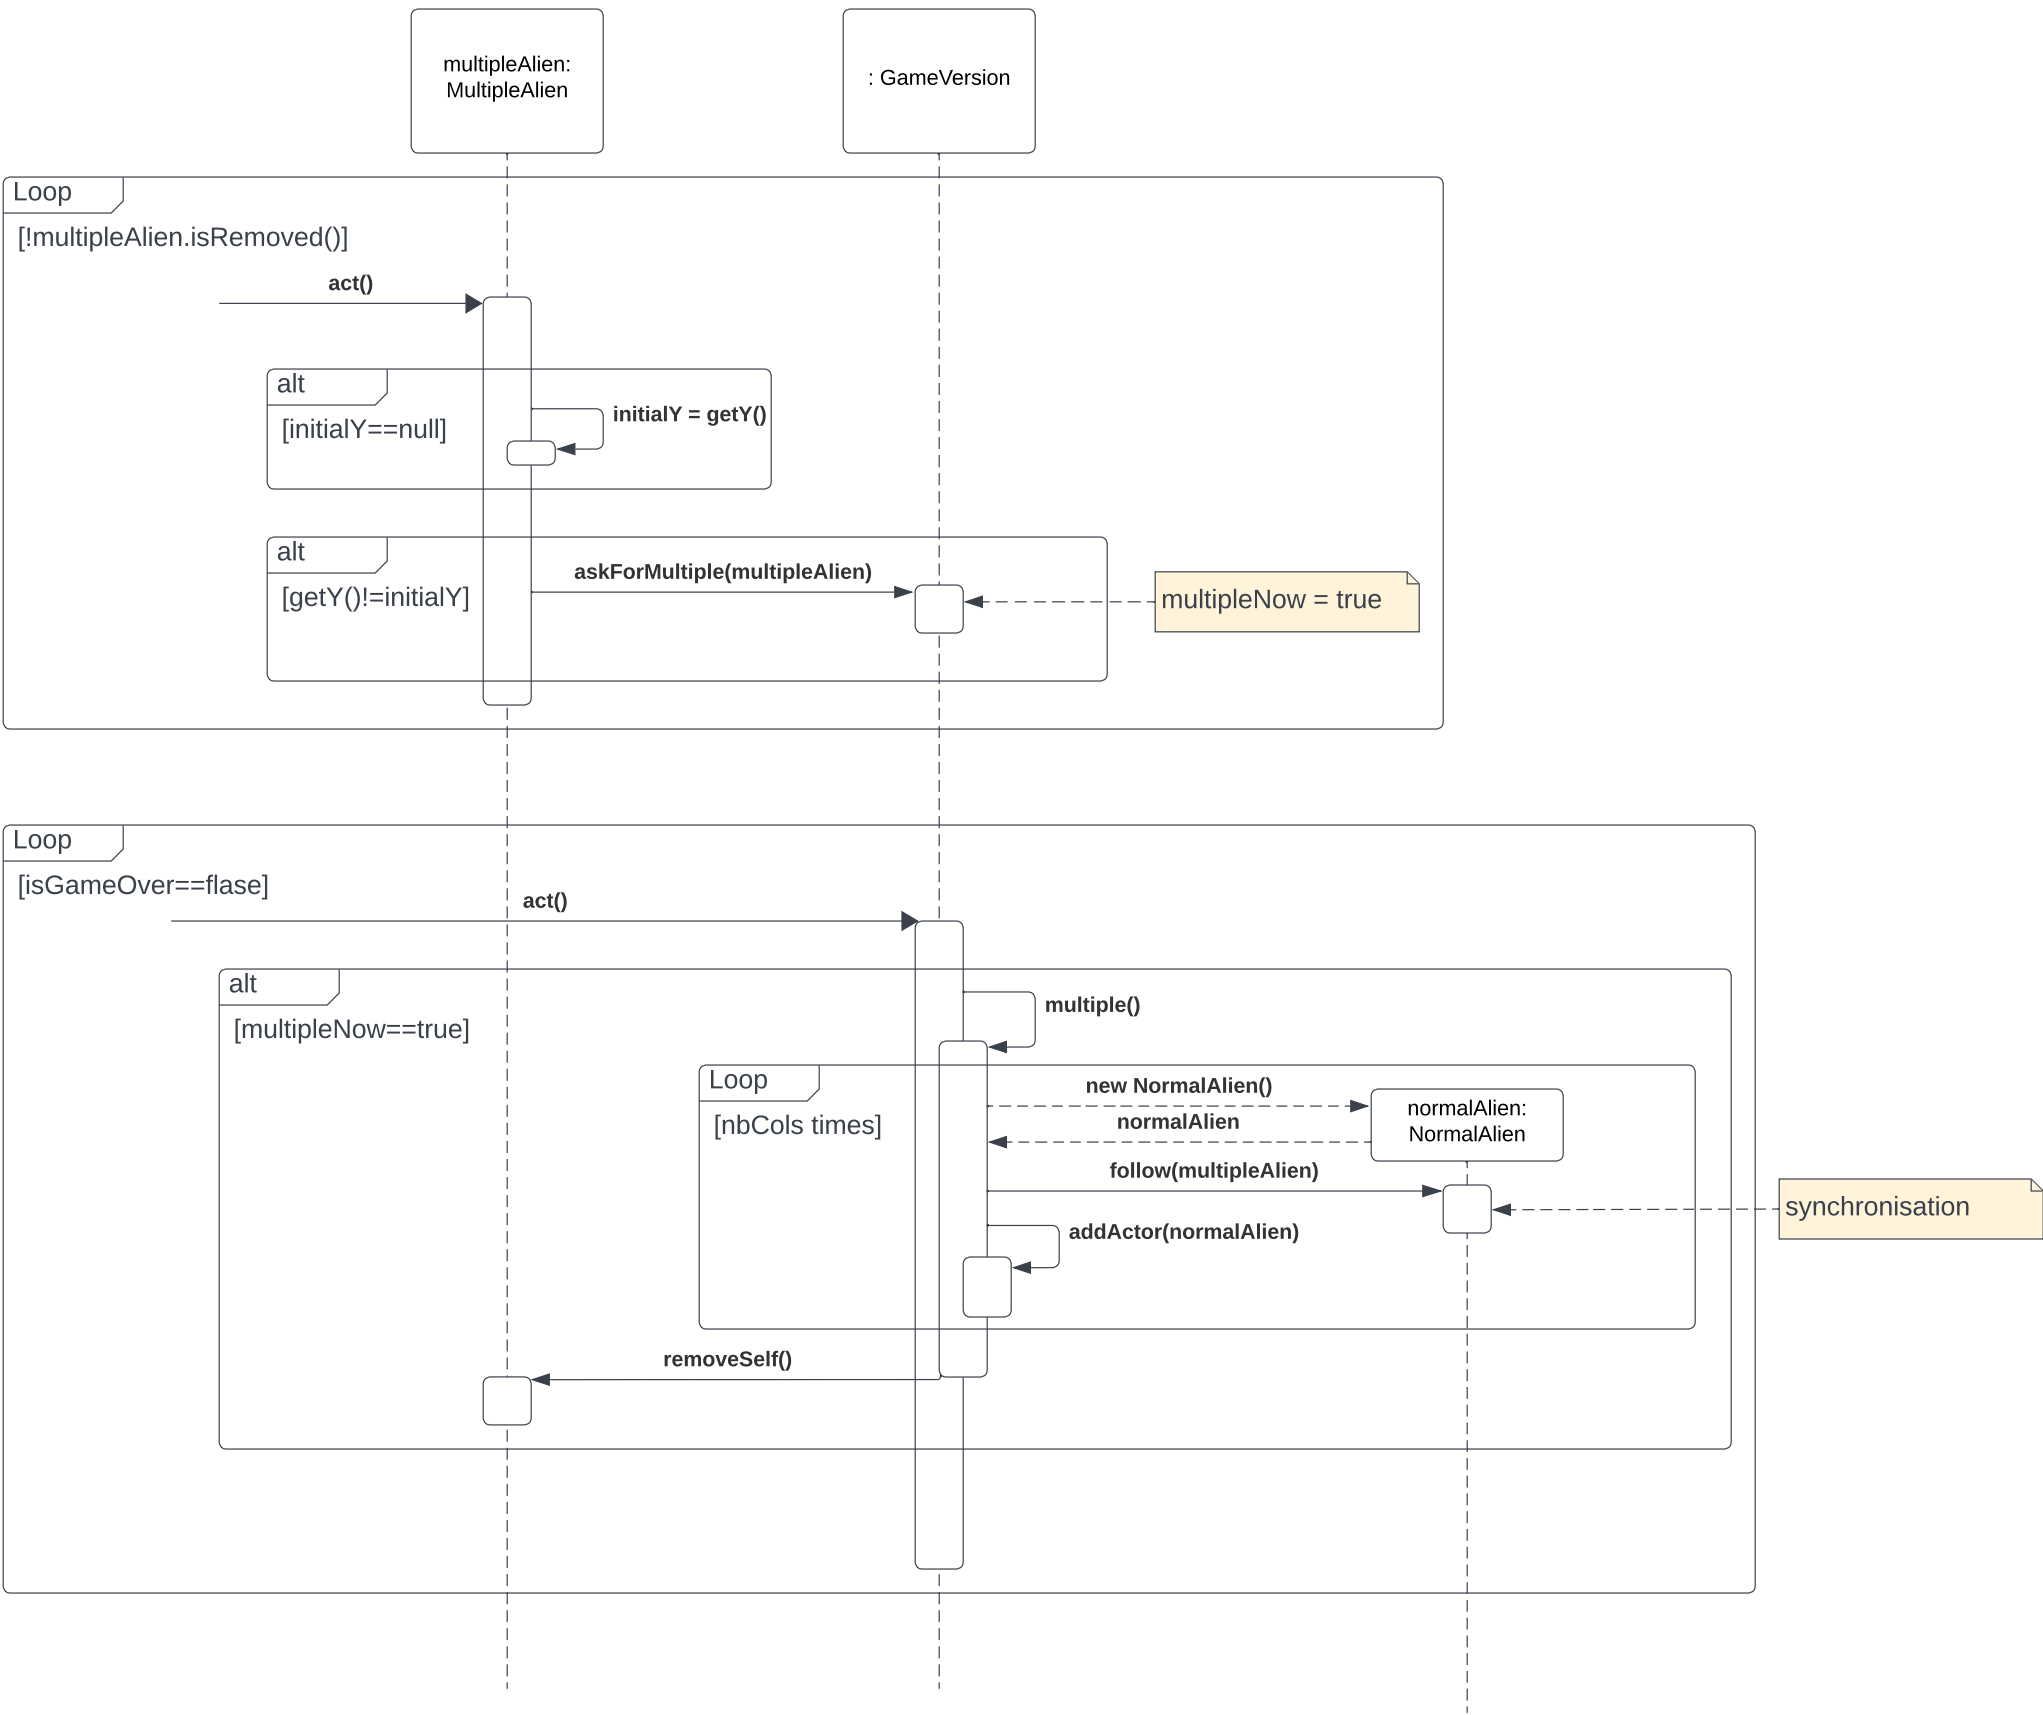 multipleAlien:
MultipleAlien
: GameVersion
Loop
[!multipleAlien.isRemoved()]
act()
alt
[initialY==null]
initialY = getY()
alt
[getY()!=initialY]
askForMultiple(multipleAlien)
multipleNow = true
Loop
[isGameOver==flase]
act()
alt
[multipleNow==true]
multiple()
Loop
[nbCols times]
new NormalAlien()
normalAlien
normalAlien:
NormalAlien
follow(multipleAlien)
synchronisation
addActor(normalAlien)
removeSelf()